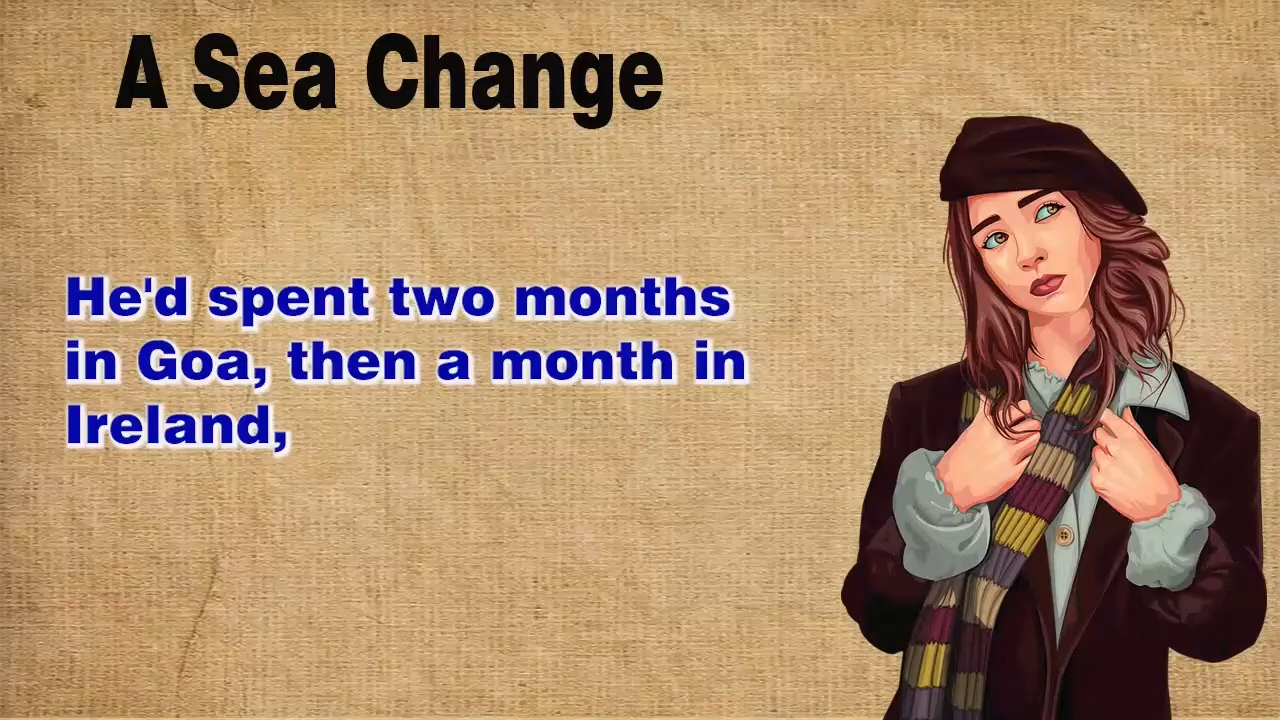 A Sea Change
He'd spent two months
in Goa, then a month in
Ireland,